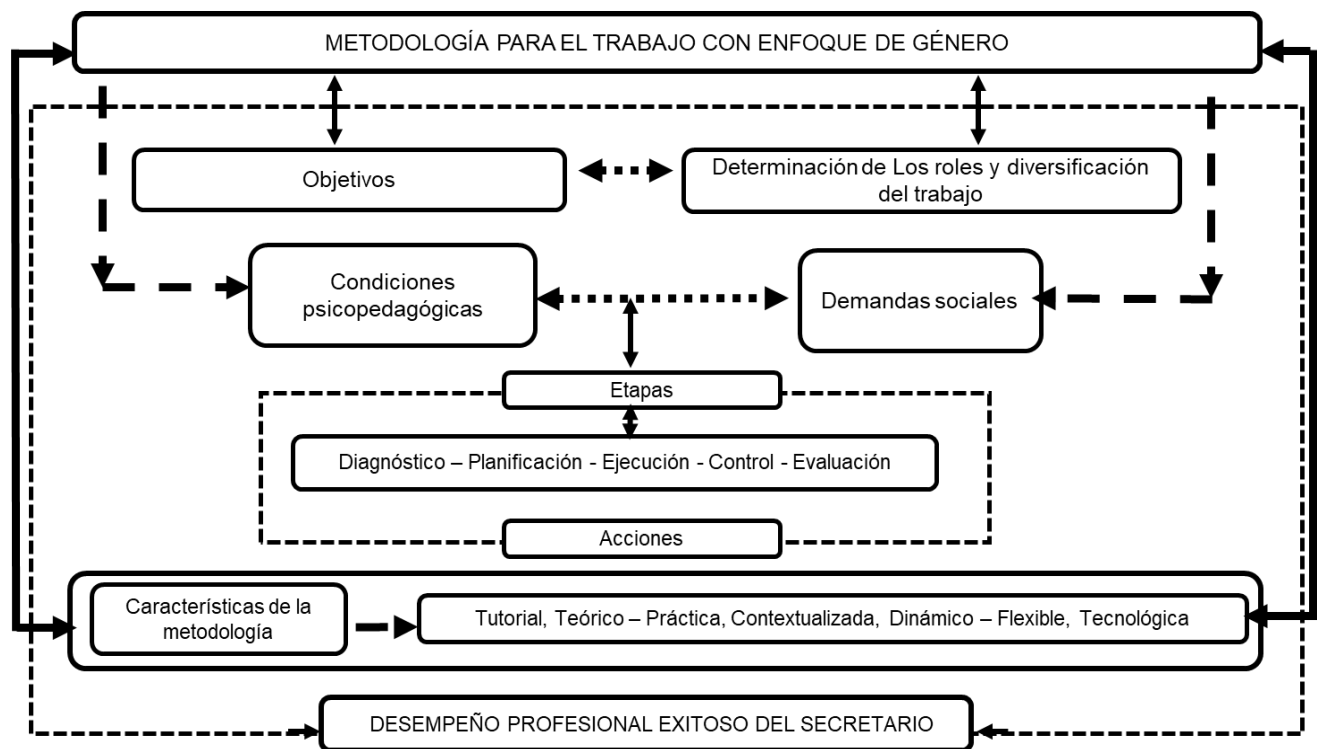 METODOLOGÍA PARA EL TRABAJO CON ENFOQUE DE GÉNERO
Objetivos
Determinación de Los roles y diversificación
del trabajo
Condiciones
psicopedagógicas
Demandas sociales
Etapas
Diagnóstico – Planificación - Ejecución - Control - Evaluación
Acciones
Característícas de la
metodología
Tutorial, Teórico – Práctica, Contextualizada, Dinámico – Flexible, Tecnológica
DESEMPEÑO PROFESIONAL EXITOSO DEL SECRETARIO